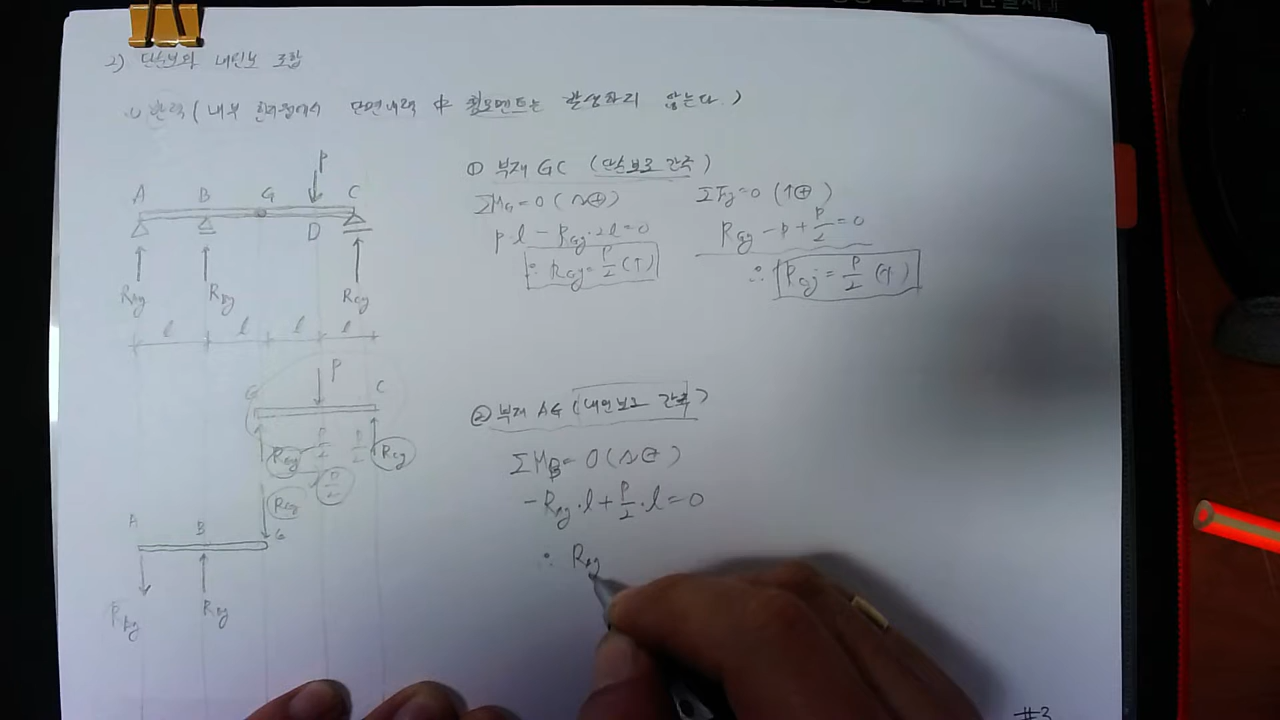 2) 단순보와 내민보 조합
i) 반력 (내부 힌지점에서 단면내력 中 휨모멘트는 발생하지 않는다.)
P
A B G C
D
R_Ay R_By R_Cy
l l l l
① 부재 GC (단순보로 간주)
ΣM_G=0 (↷⊕)
P·l − R_Cy·2l=0
∴ R_Cy=P/2 (↑)
ΣF_y=0 (↑⊕)
R_Gy − P + P/2=0
∴ R_Gy=P/2 (↑)
P
G C
R_Gy P/2 P/2 R_Cy
P/2
R_Gy
A B G
R_Ay R_By
② 부재 AG (내민보로 간주)
ΣM_B=0 (↷⊕)
−R_Ay·l+P/2·l=0
∴ R_Ay
#3